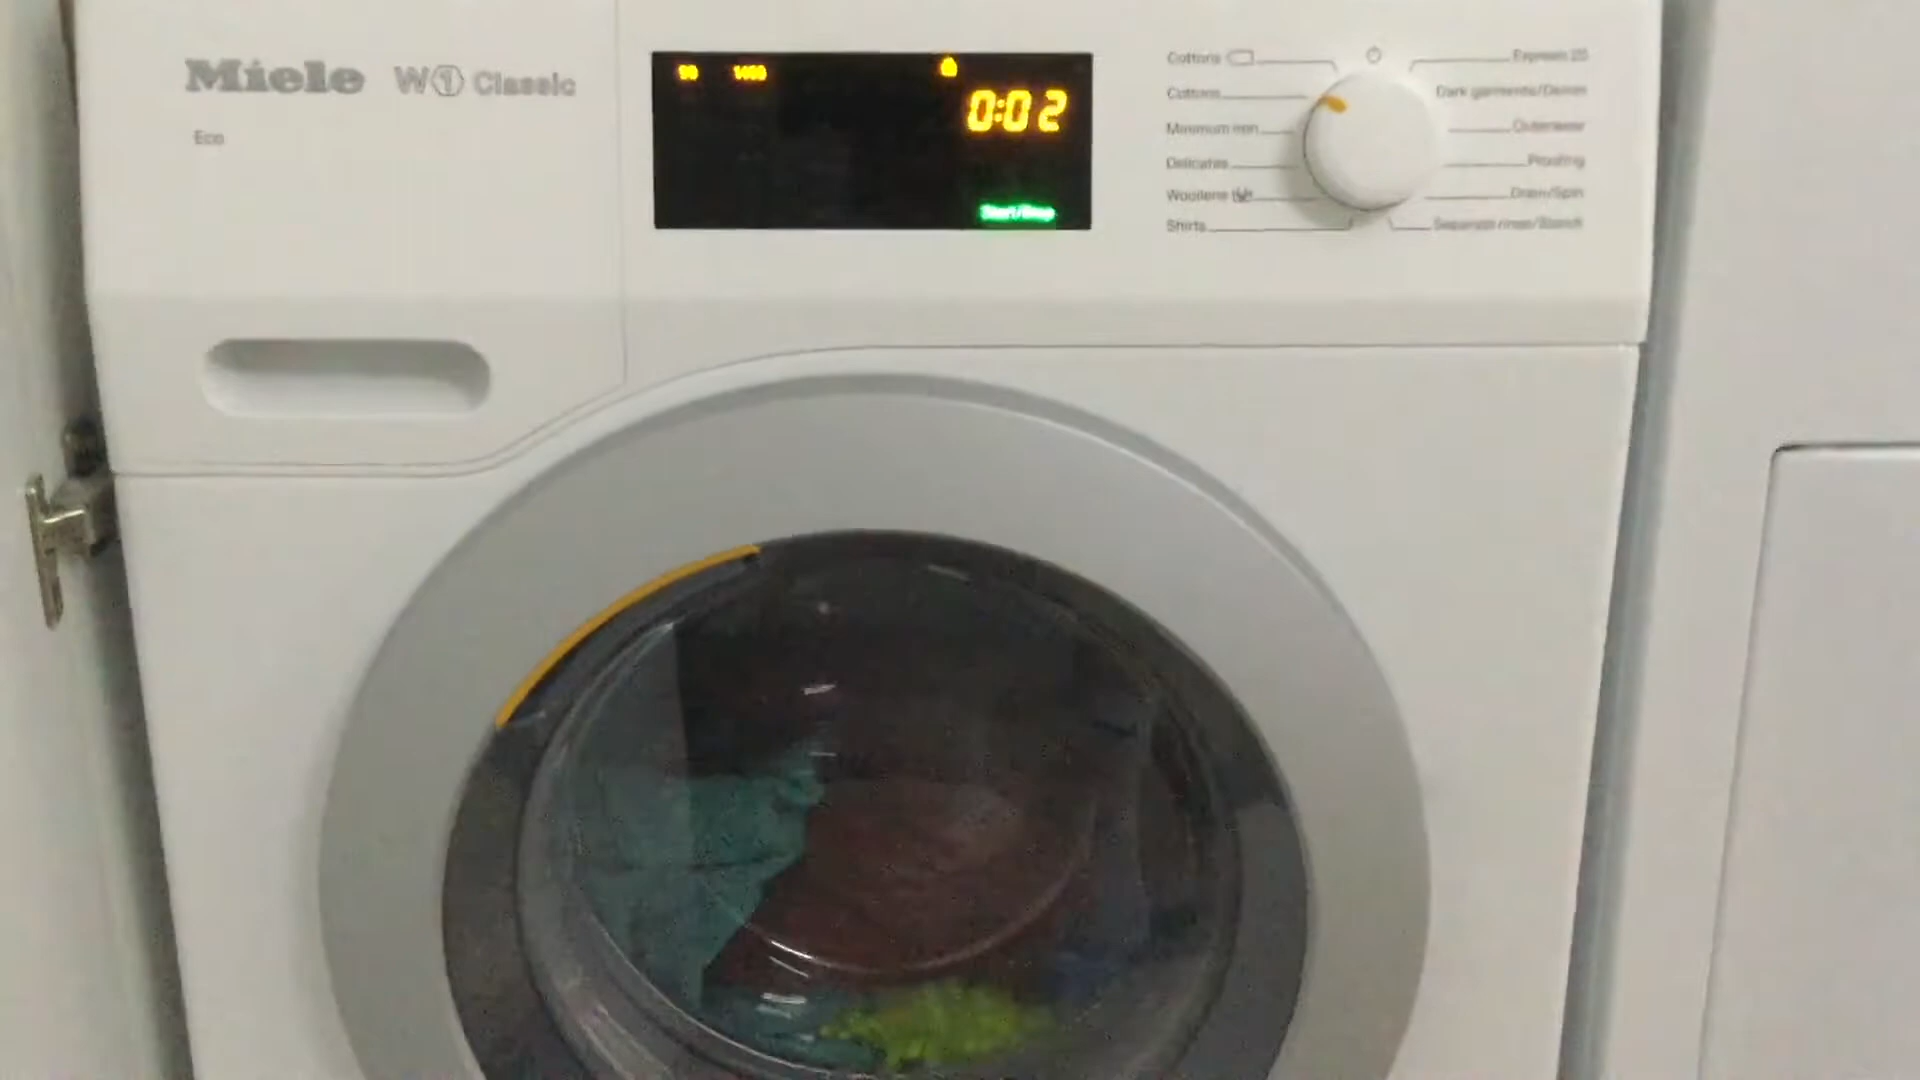 Miele W1 Classic
Eco
1400
0:02
Start/Stop
Cottons
Cottons
Minimum iron
Delicates
Woollens
Shirts
Express 20
Dark garments/Denim
Outerwear
Proofing
Drain/Spin
Separate rinse/Starch